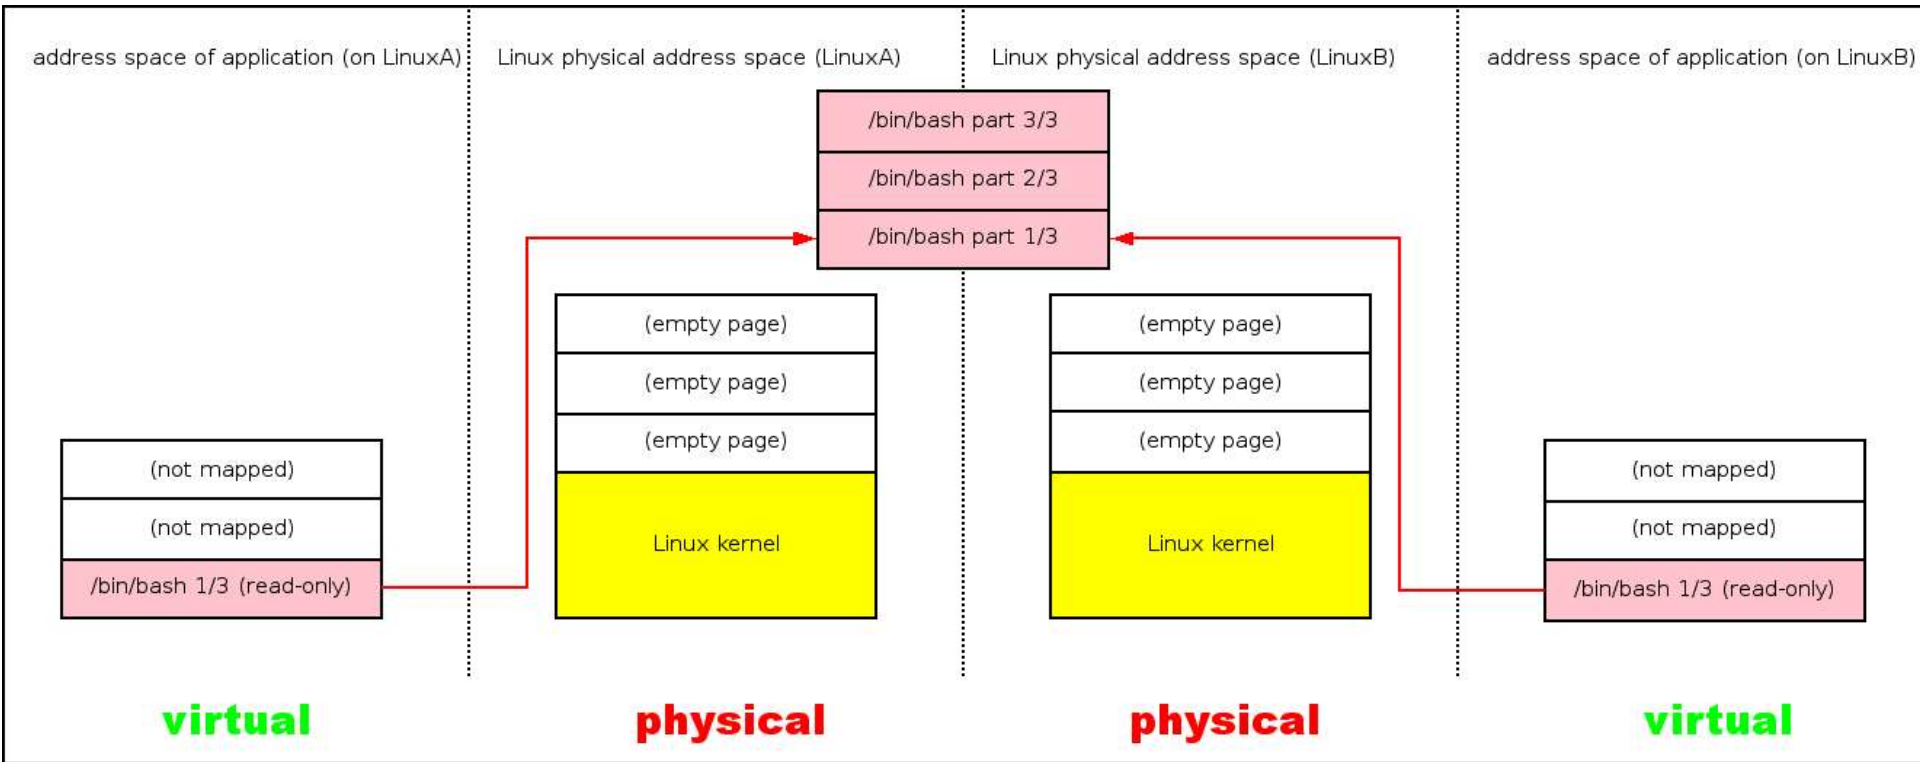 address space of application (on LinuxA)
Linux physical address space (LinuxA)
Linux physical address space (LinuxB)
address space of application (on LinuxB)
/bin/bash part 3/3
/bin/bash part 2/3
/bin/bash part 1/3
(not mapped)
(not mapped)
/bin/bash 1/3 (read-only)
(empty page)
(empty page)
(empty page)
Linux kernel
(empty page)
(empty page)
(empty page)
Linux kernel
(not mapped)
(not mapped)
/bin/bash 1/3 (read-only)
virtual
physical
physical
virtual